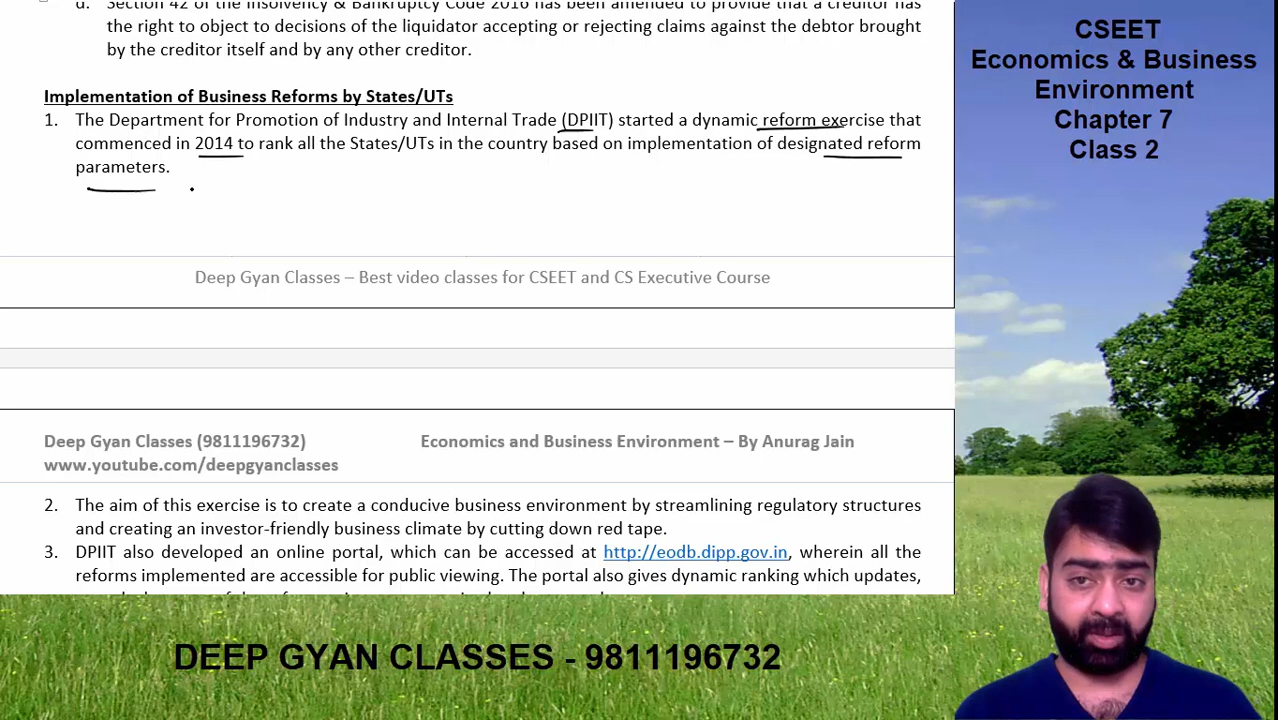 d. Section 42 of the Insolvency & Bankruptcy Code 2016 has been amended to provide that a creditor has
the right to object to decisions of the liquidator accepting or rejecting claims against the debtor brought
by the creditor itself and by any other creditor.
Implementation of Business Reforms by States/UTs
1. The Department for Promotion of Industry and Internal Trade (DPIIT) started a dynamic reform exercise that
commenced in 2014 to rank all the States/UTs in the country based on implementation of designated reform
parameters.
Deep Gyan Classes – Best video classes for CSEET and CS Executive Course
Deep Gyan Classes (9811196732) Economics and Business Environment – By Anurag Jain
www.youtube.com/deepgyanclasses
2. The aim of this exercise is to create a conducive business environment by streamlining regulatory structures
and creating an investor-friendly business climate by cutting down red tape.
3. DPIIT also developed an online portal, which can be accessed at http://eodb.dipp.gov.in, wherein all the
reforms implemented are accessible for public viewing. The portal also gives dynamic ranking which updates,
CSEET
Economics & Business
Environment
Chapter 7
Class 2
DEEP GYAN CLASSES - 9811196732